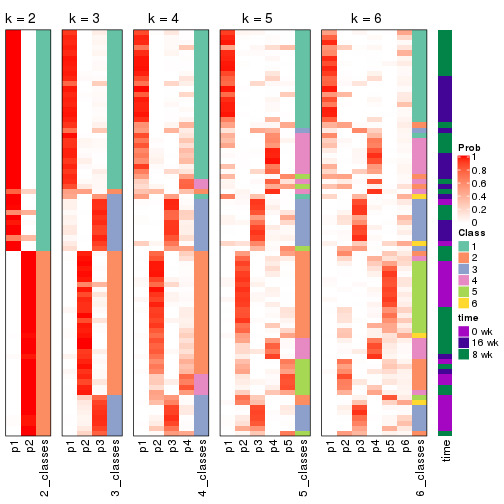 k = 2
k = 3
k = 4
k = 5
k = 6
p1
p2
2_classes
p1
p2
p3
3_classes
p1
p2
p3
p4
4_classes
p1
p2
p3
p4
p5
5_classes
p1
p2
p3
p4
p5
p6
6_classes
time
Prob
1
0.8
0.6
0.4
0.2
0
Class
1
2
3
4
5
6
time
0 wk
16 wk
8 wk